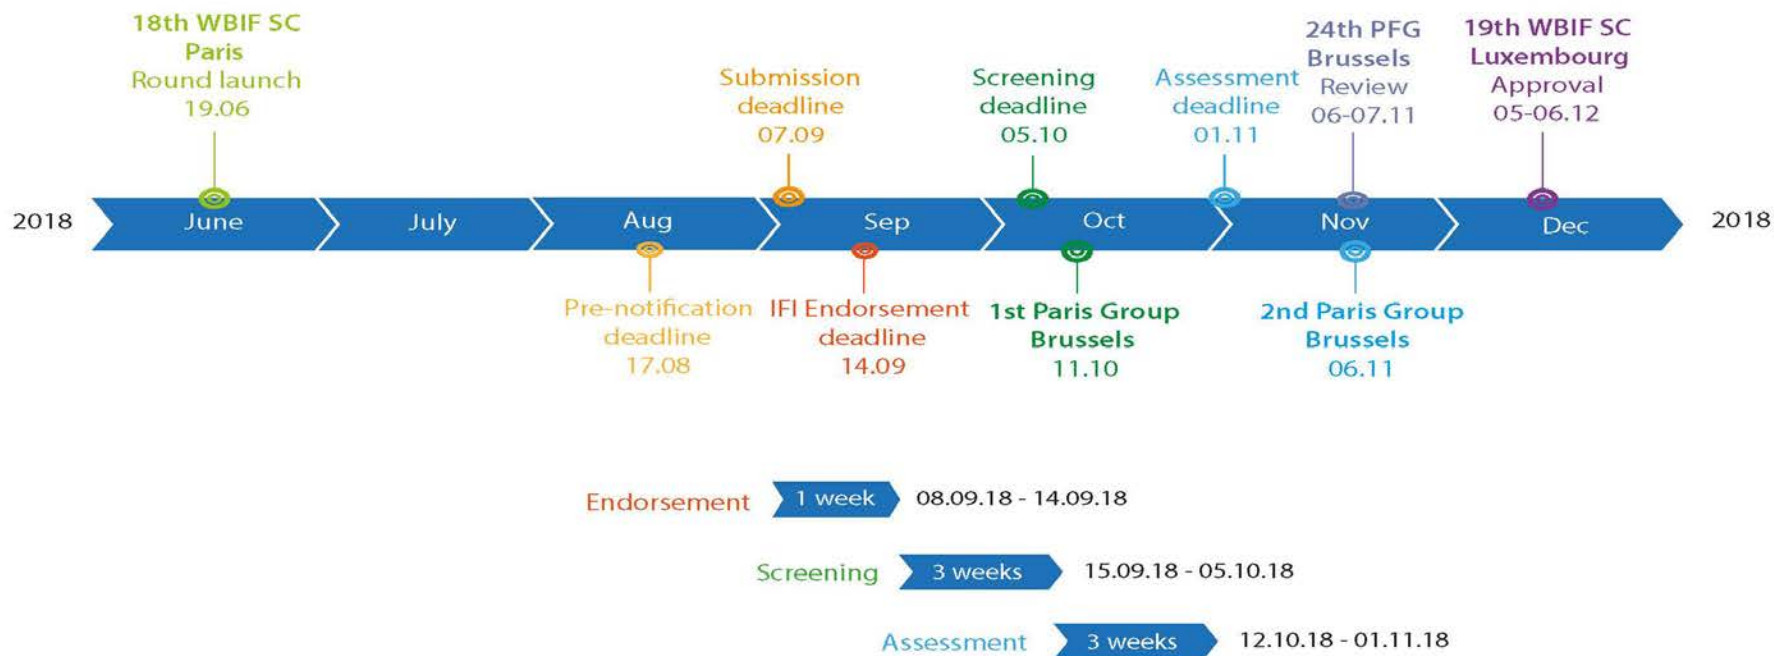 18th WBIF SC
Paris
Round launch
19.06
Submission
deadline
07.09
Screening
deadline
05.10
Assessment
deadline
01.11
24th PFG
Brussels
Review
06-07.11
19th WBIF SC
Luxembourg
Approval
05-06.12
2018
June
July
Aug
Sep
Oct
Nov
Dec
2018
Pre-notification
deadline
17.08
IFI Endorsement
deadline
14.09
1st Paris Group
Brussels
11.10
2nd Paris Group
Brussels
06.11
Endorsement 1 week 08.09.18 - 14.09.18
Screening 3 weeks 15.09.18 - 05.10.18
Assessment 3 weeks 12.10.18 - 01.11.18